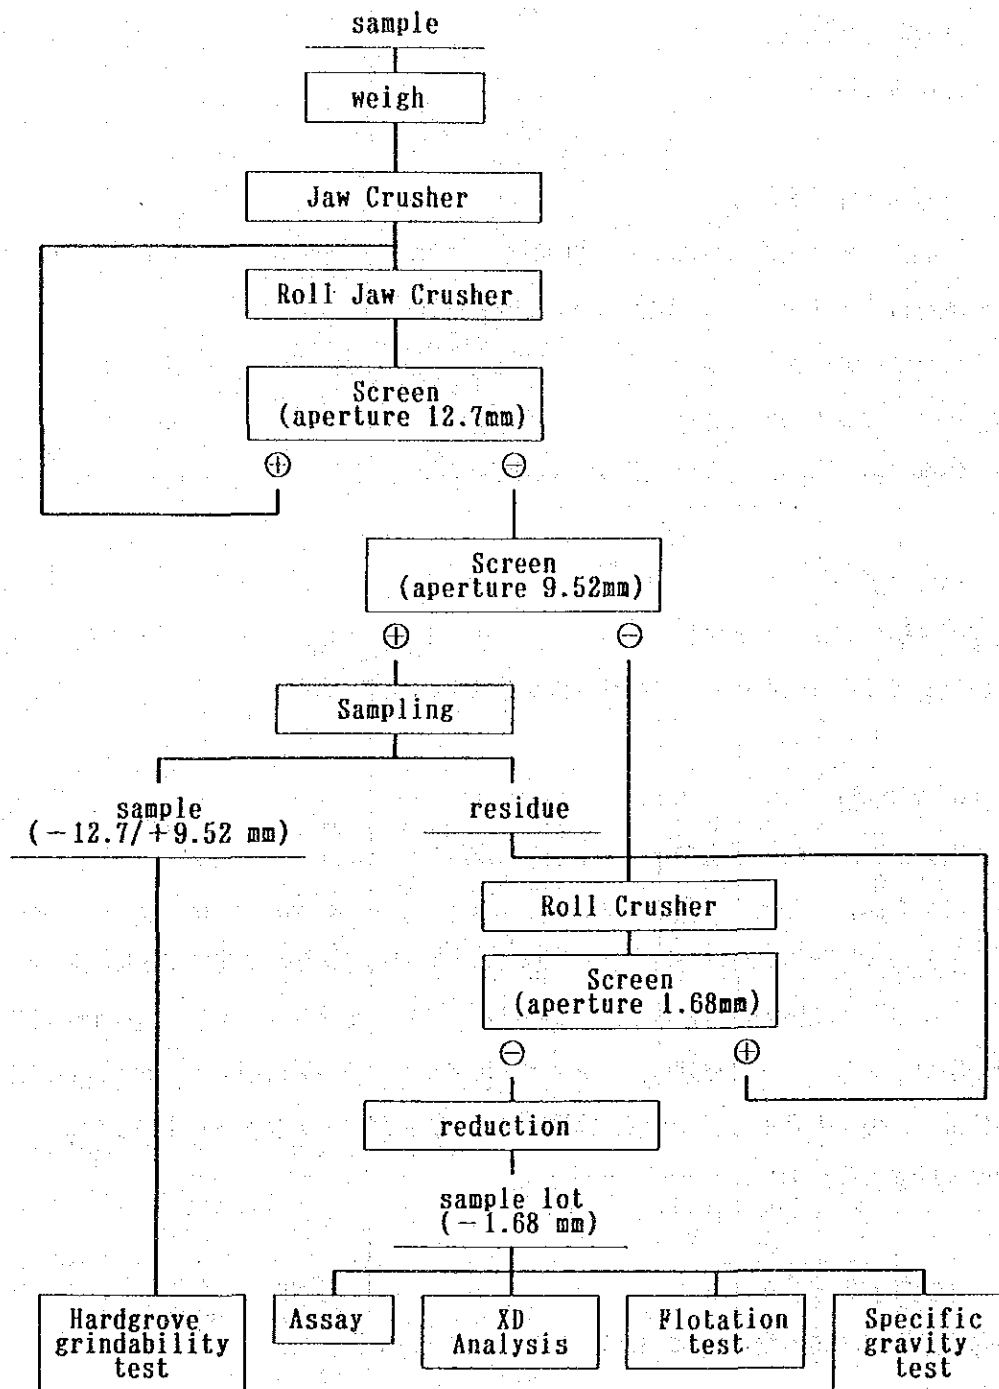 sample
weigh
Jaw Crusher
Roll Jaw Crusher
Screen
(aperture 12.7mm)
⊕ ⊖
Screen
(aperture 9.52mm)
⊕ ⊖
Sampling
sample
(-12.7/+9.52 mm)
residue
Roll Crusher
Screen
(aperture 1.68mm)
⊖ ⊕
reduction
sample lot
(-1.68 mm)
Hardgrove
grindability
test
Assay
XD
Analysis
Flotation
test
Specific
gravity
test